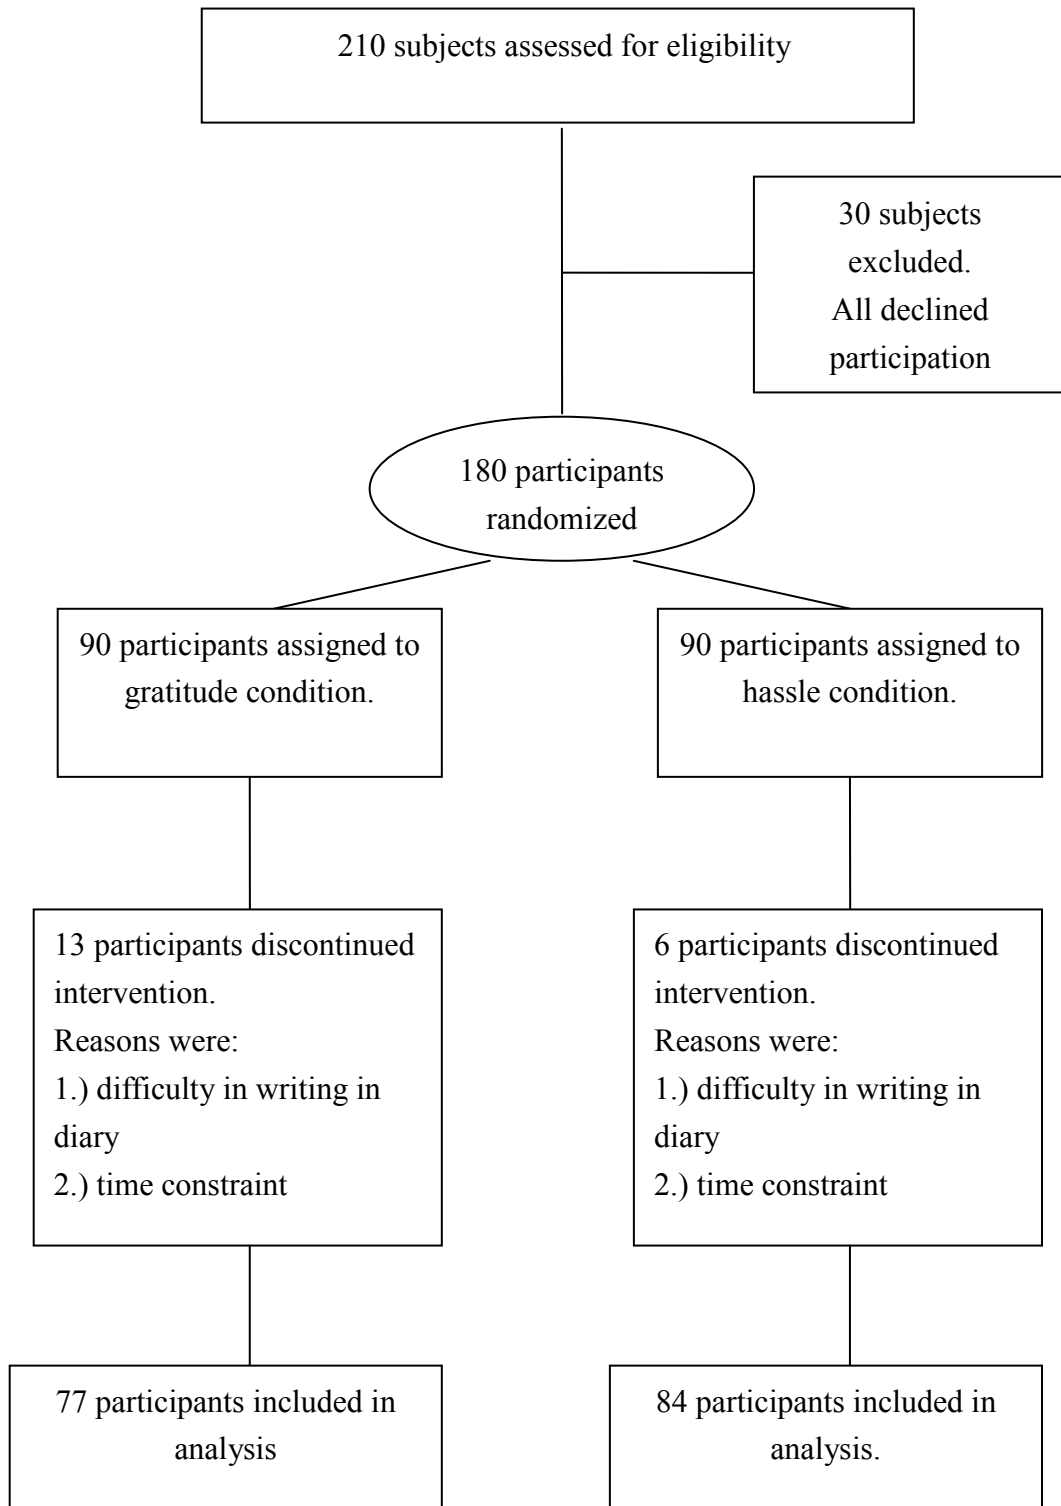 210 subjects assessed for eligibility
30 subjects
excluded.
All declined
participation
180 participants
randomized
90 participants assigned to
gratitude condition.
90 participants assigned to
hassle condition.
13 participants discontinued
intervention.
Reasons were:
1.) difficulty in writing in
diary
2.) time constraint
6 participants discontinued
intervention.
Reasons were:
1.) difficulty in writing in
diary
2.) time constraint
77 participants included in
analysis
84 participants included in
analysis.